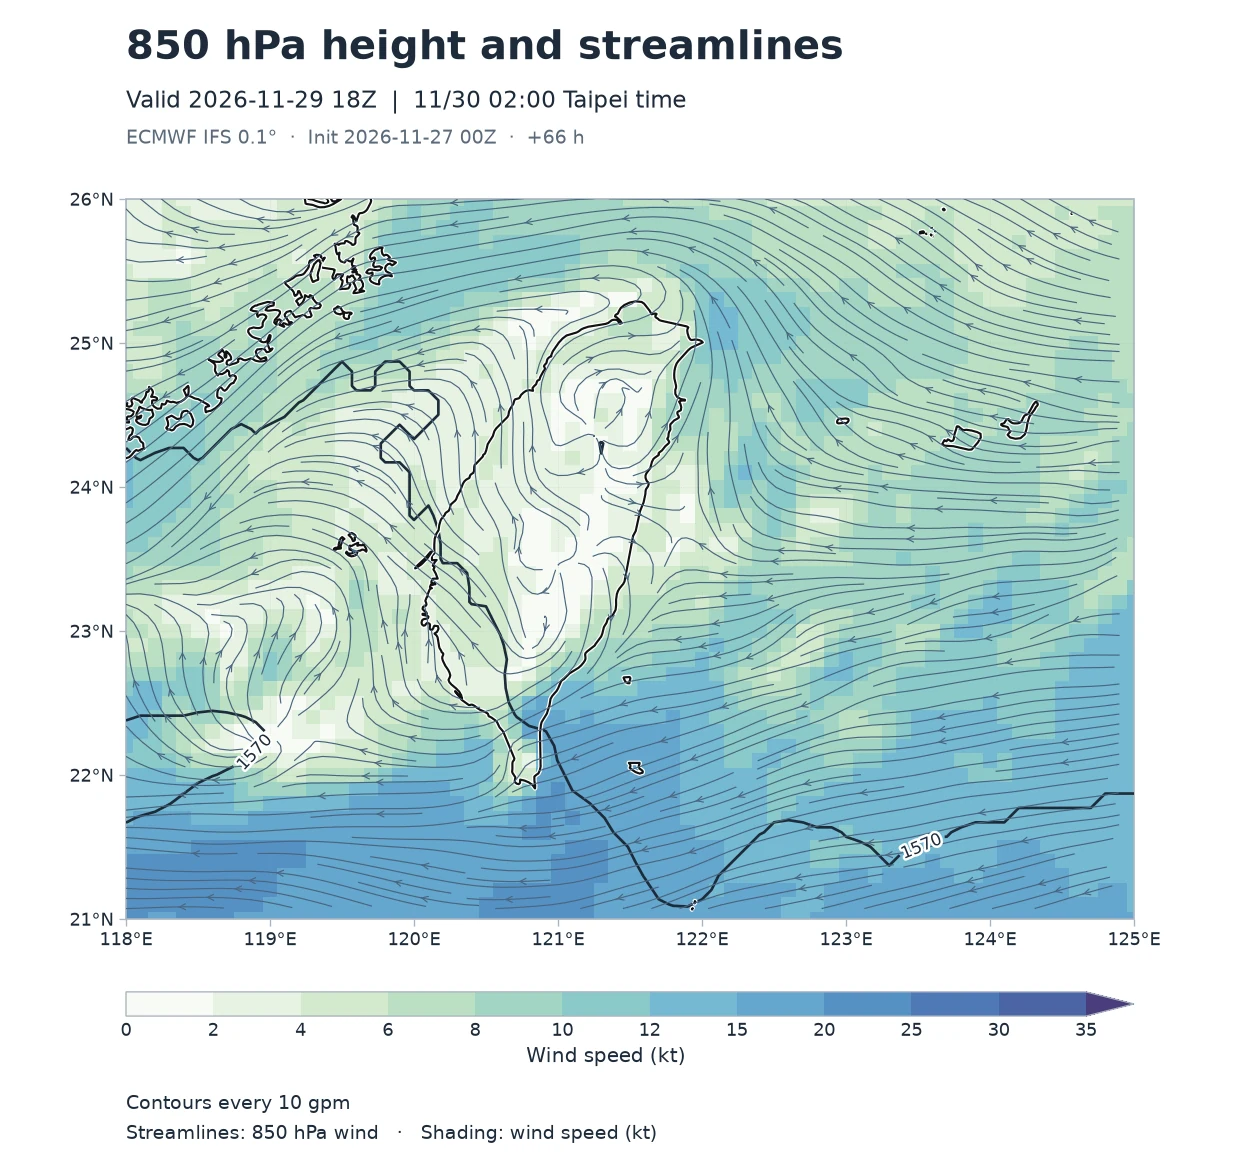 850 hPa height and streamlines
Valid 2026-11-29 18Z | 11/30 02:00 Taipei time
ECMWF IFS 0.1° · Init 2026-11-27 00Z · +66 h
26°N
25°N
24°N
23°N
22°N
21°N
1570
1570
118°E 119°E 120°E 121°E 122°E 123°E 124°E 125°E
0 2 4 6 8 10 12 15 20 25 30 35
Wind speed (kt)
Contours every 10 gpm
Streamlines: 850 hPa wind · Shading: wind speed (kt)